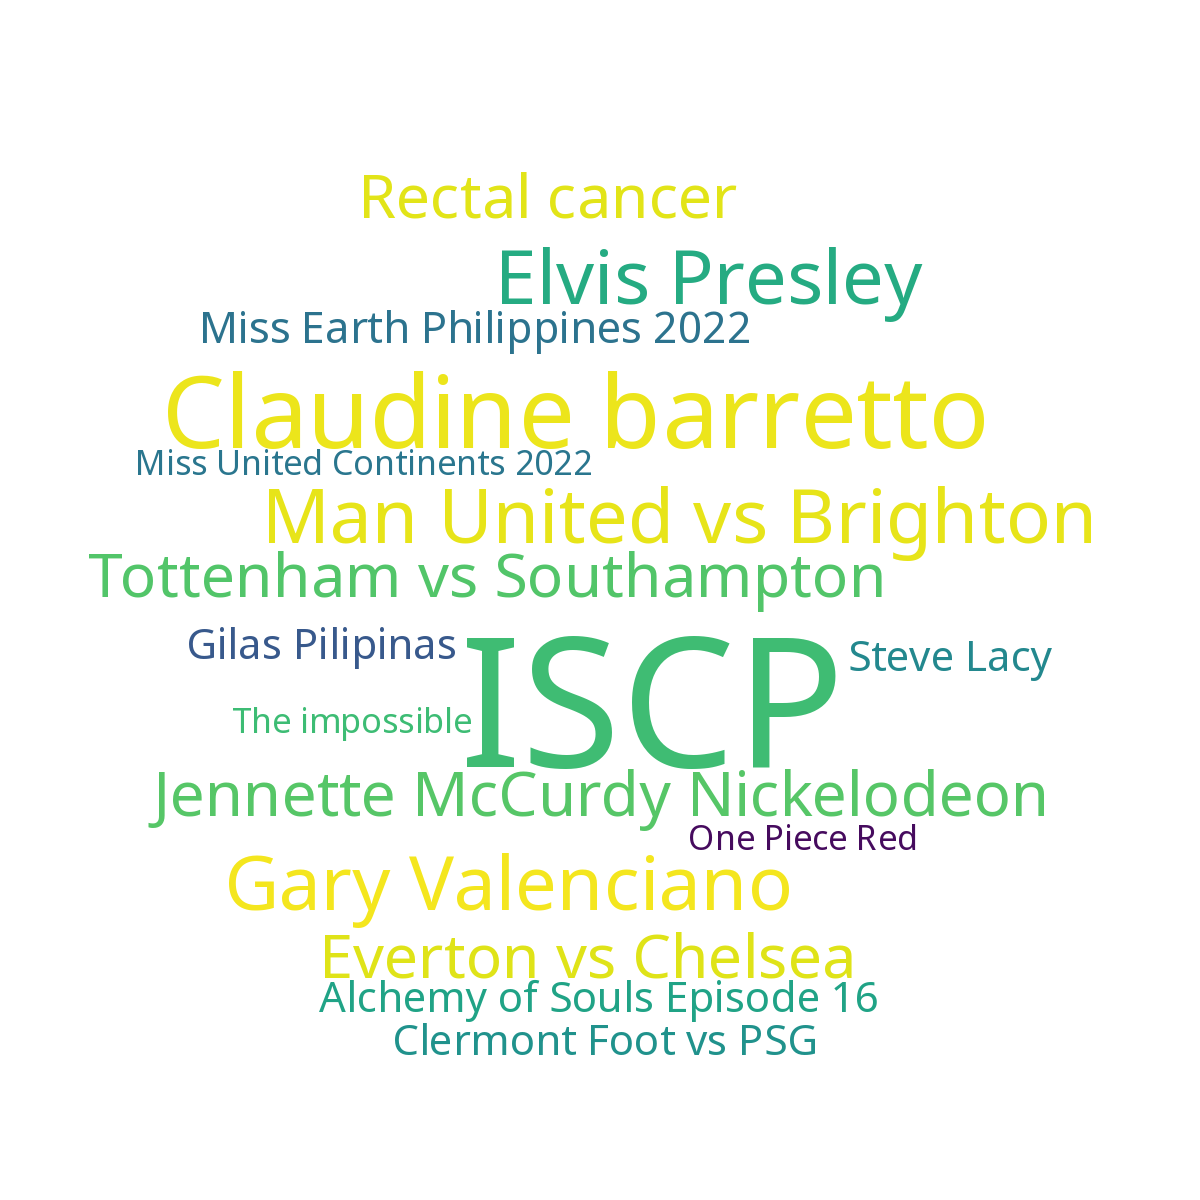 Rectal cancer
Elvis Presley
Miss Earth Philippines 2022
Claudine barretto
Miss United Continents 2022
Man United vs Brighton
Tottenham vs Southampton
Gilas Pilipinas
ISCP
Steve Lacy
The impossible
Jennette McCurdy Nickelodeon
One Piece Red
Gary Valenciano
Everton vs Chelsea
Alchemy of Souls Episode 16
Clermont Foot vs PSG